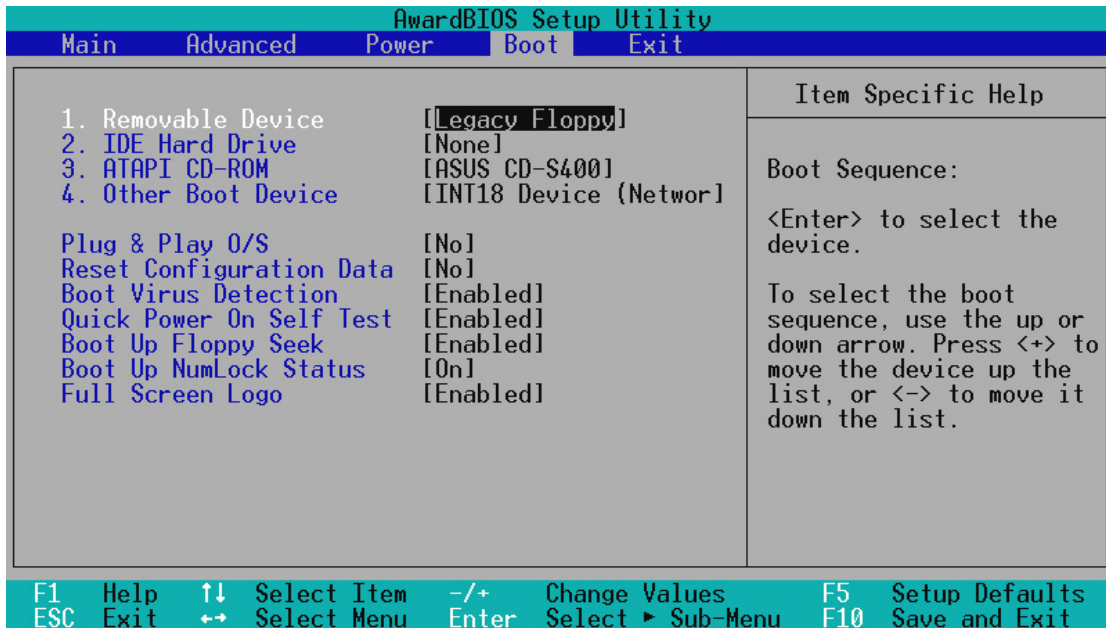 AwardBIOS Setup Utility
Main Advanced Power Boot Exit
1. Removable Device [Legacy Floppy]
2. IDE Hard Drive [None]
3. ATAPI CD-ROM [ASUS CD-S400]
4. Other Boot Device [INT18 Device (Networ]
Plug & Play O/S [No]
Reset Configuration Data [No]
Boot Virus Detection [Enabled]
Quick Power On Self Test [Enabled]
Boot Up Floppy Seek [Enabled]
Boot Up NumLock Status [On]
Full Screen Logo [Enabled]
Item Specific Help
Boot Sequence:
<Enter> to select the
device.
To select the boot
sequence, use the up or
down arrow. Press <+> to
move the device up the
list, or <-> to move it
down the list.
F1 Help ↑↓ Select Item -/+ Change Values F5 Setup Defaults
ESC Exit ←→ Select Menu Enter Select ► Sub-Menu F10 Save and Exit